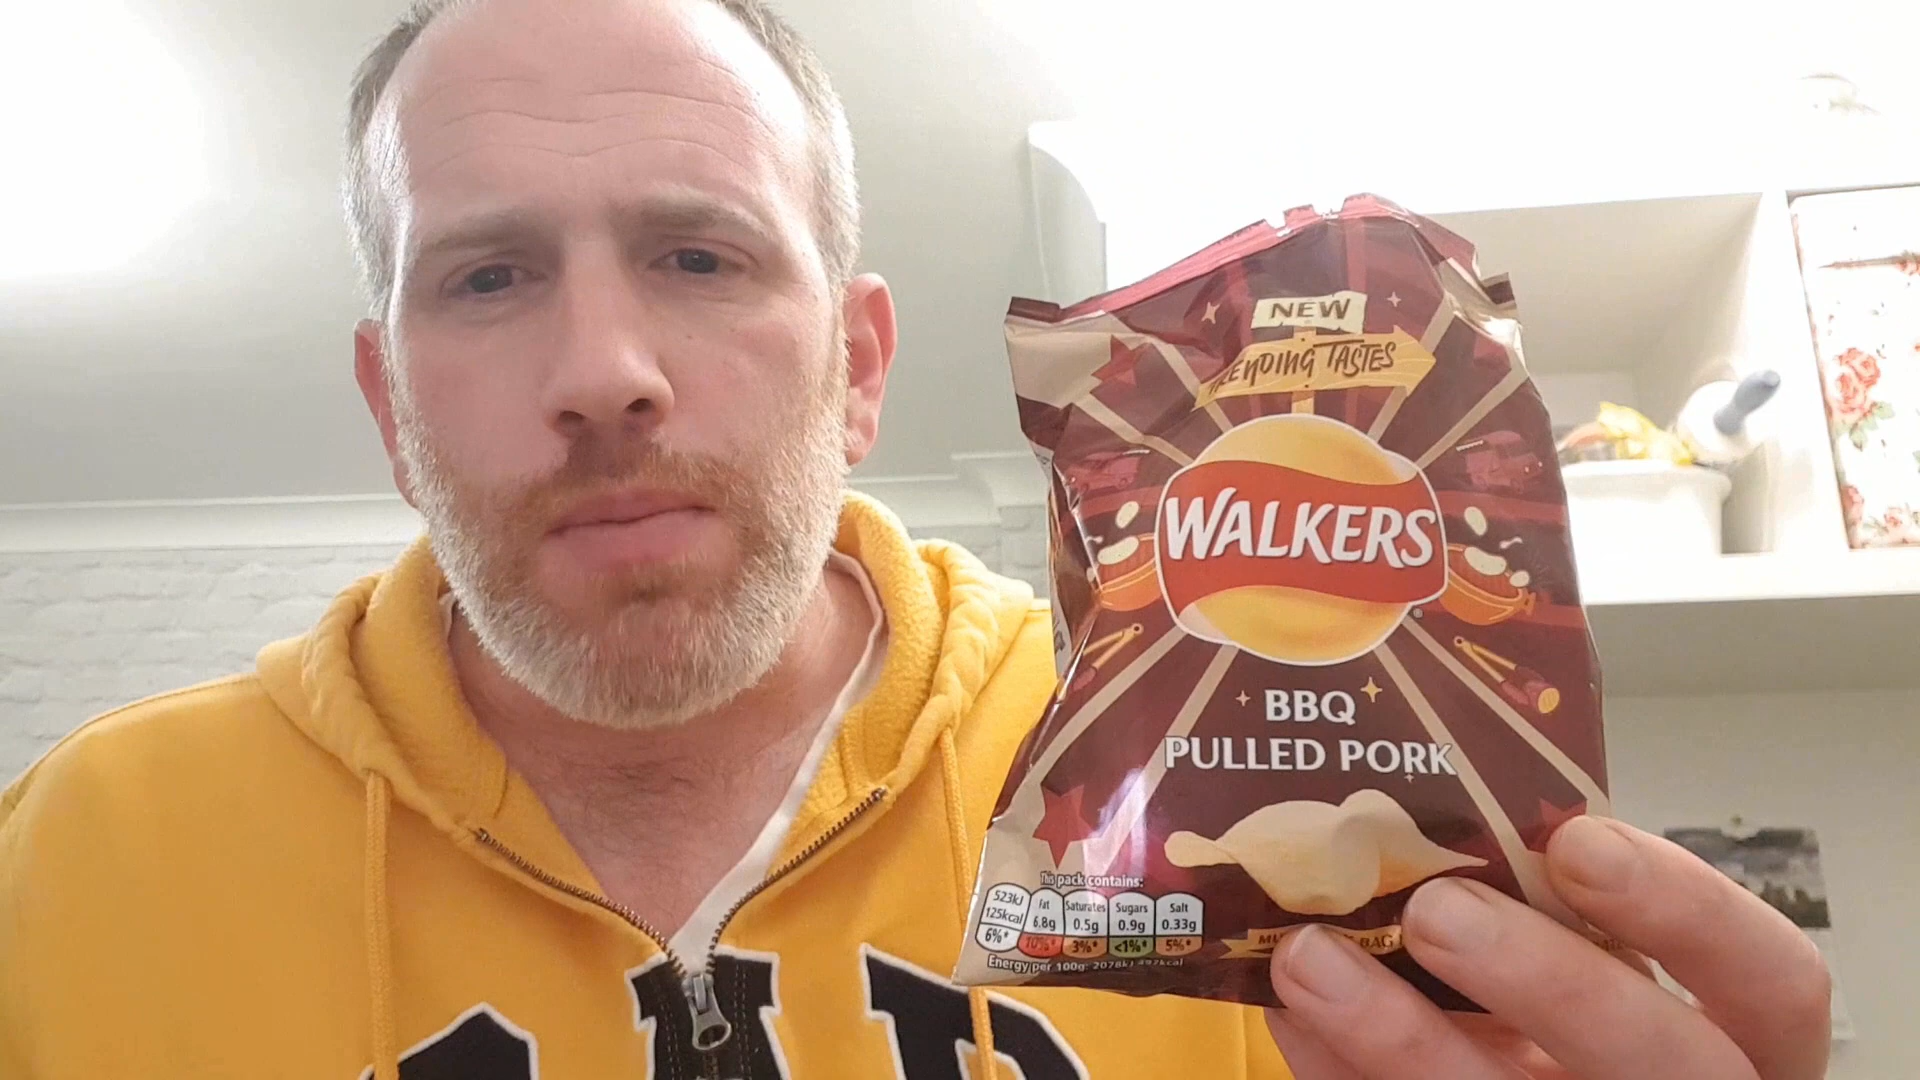 NEW
TRENDING TASTES
WALKERS
BBQ
PULLED PORK
This pack contains:
523kJ
125kcal
6%*
Fat
6.8g
10%*
Saturates
0.5g
3%*
Sugars
0.9g
<1%*
Salt
0.33g
5%*
Energy per 100g: 2078kJ 497kcal
BAG